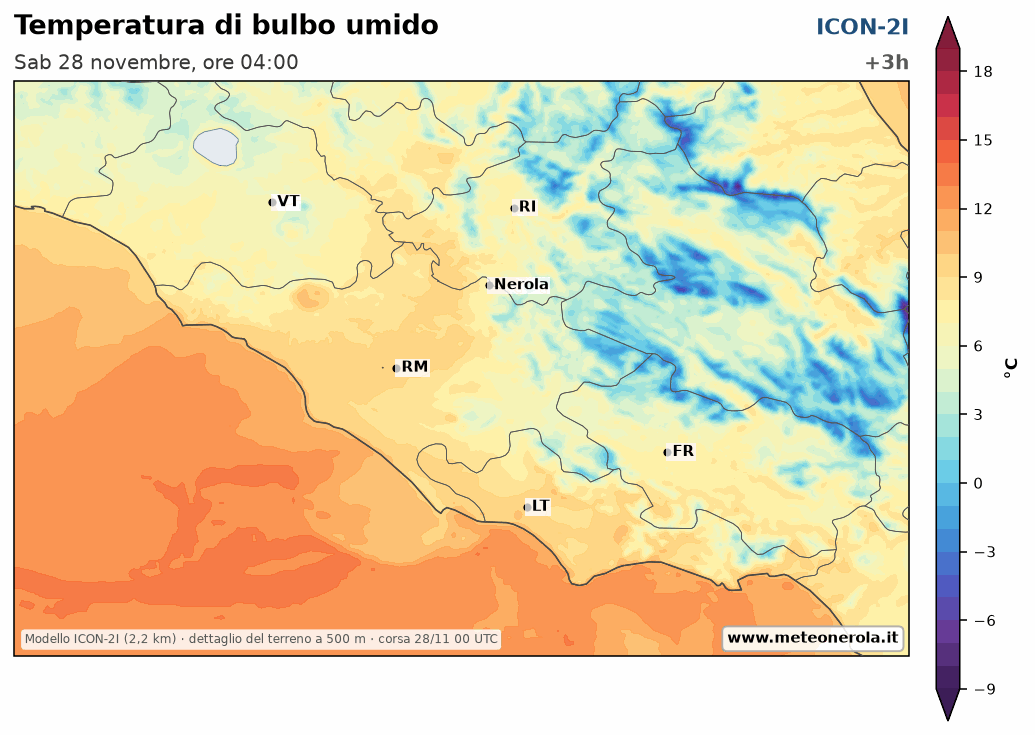 Temperatura di bulbo umido
ICON-2I
Sab 28 novembre, ore 04:00
+3h
VT
RI
Nerola
RM
FR
LT
Modello ICON-2I (2,2 km) · dettaglio del terreno a 500 m · corsa 28/11 00 UTC
www.meteonerola.it
18
15
12
9
6
3
0
−3
−6
−9
°C